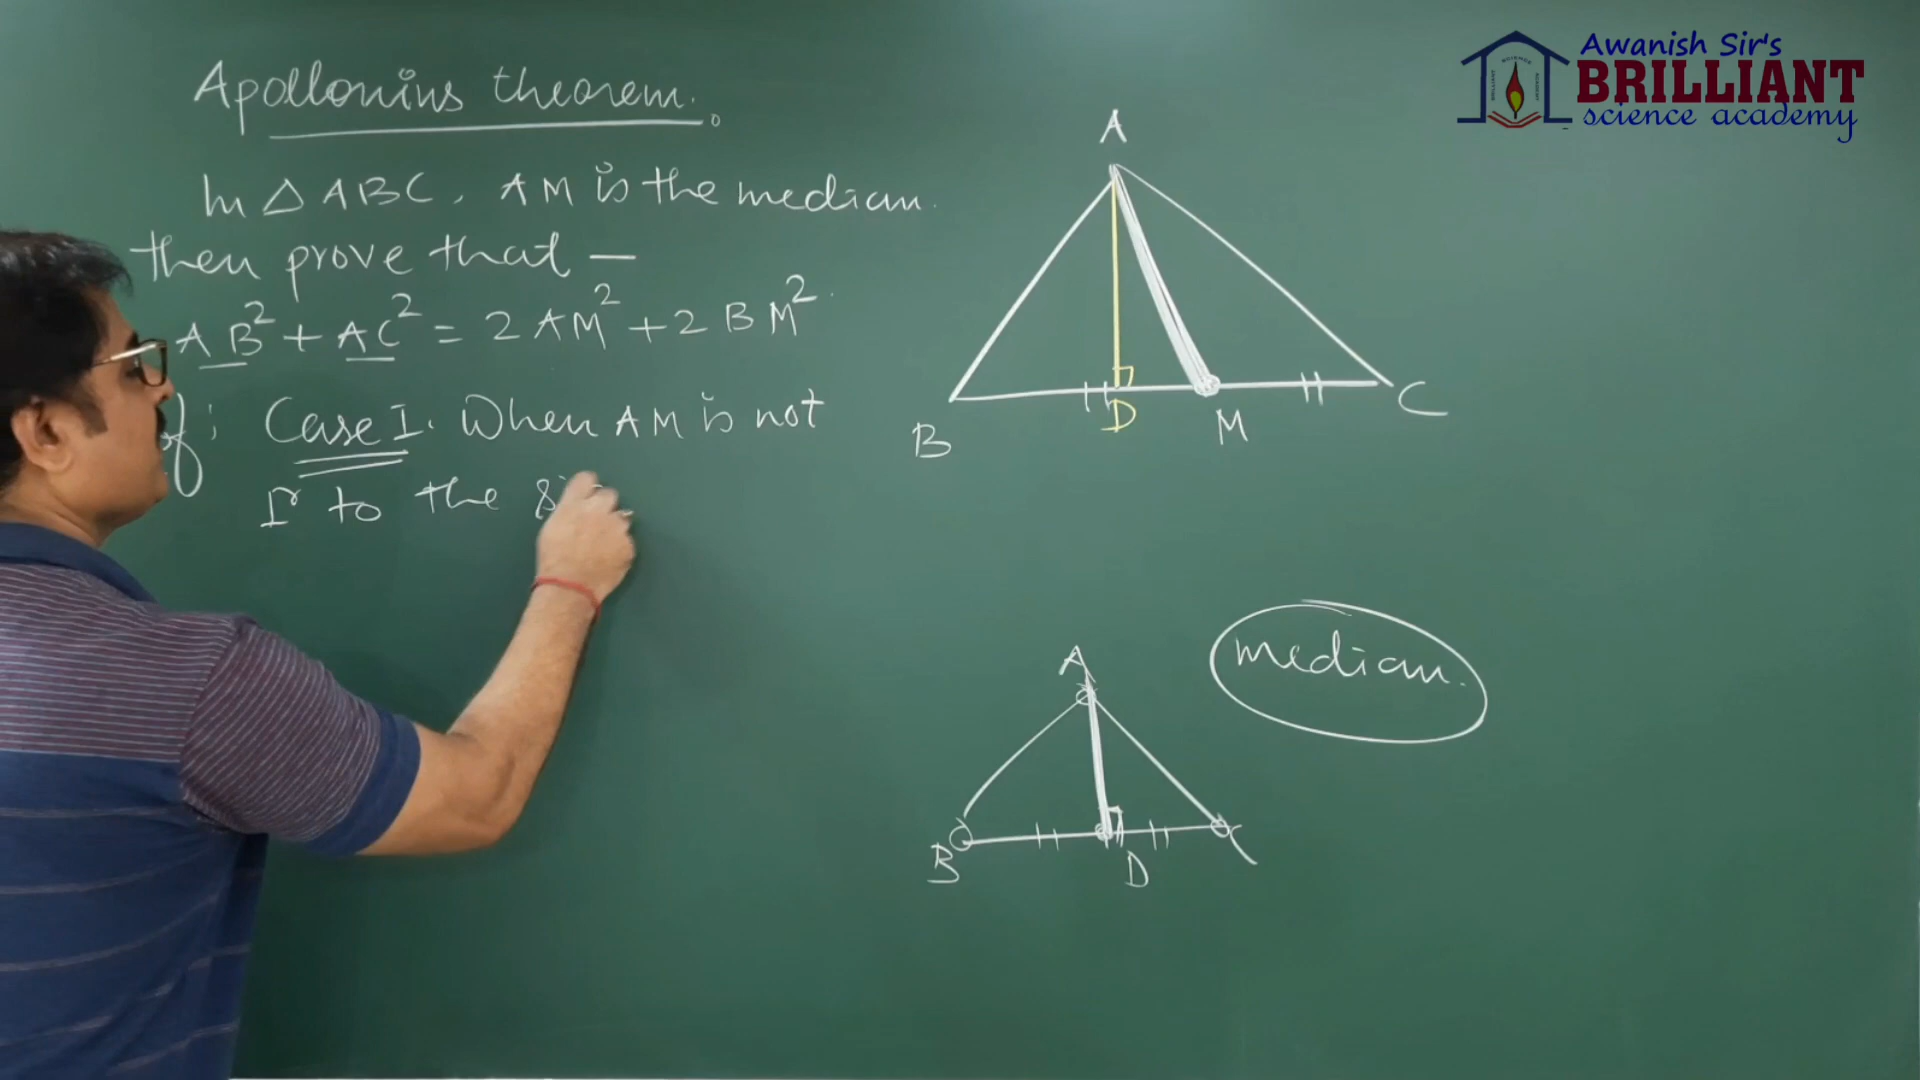 Apollonius theorem.
In △ABC, AM is the median.
then prove that —
AB² + AC² = 2AM² + 2BM²
Case I. When AM is not
⊥r to the
A
B
D
M
C
median.
A
B
D
C
Awanish Sir's
BRILLIANT
science academy